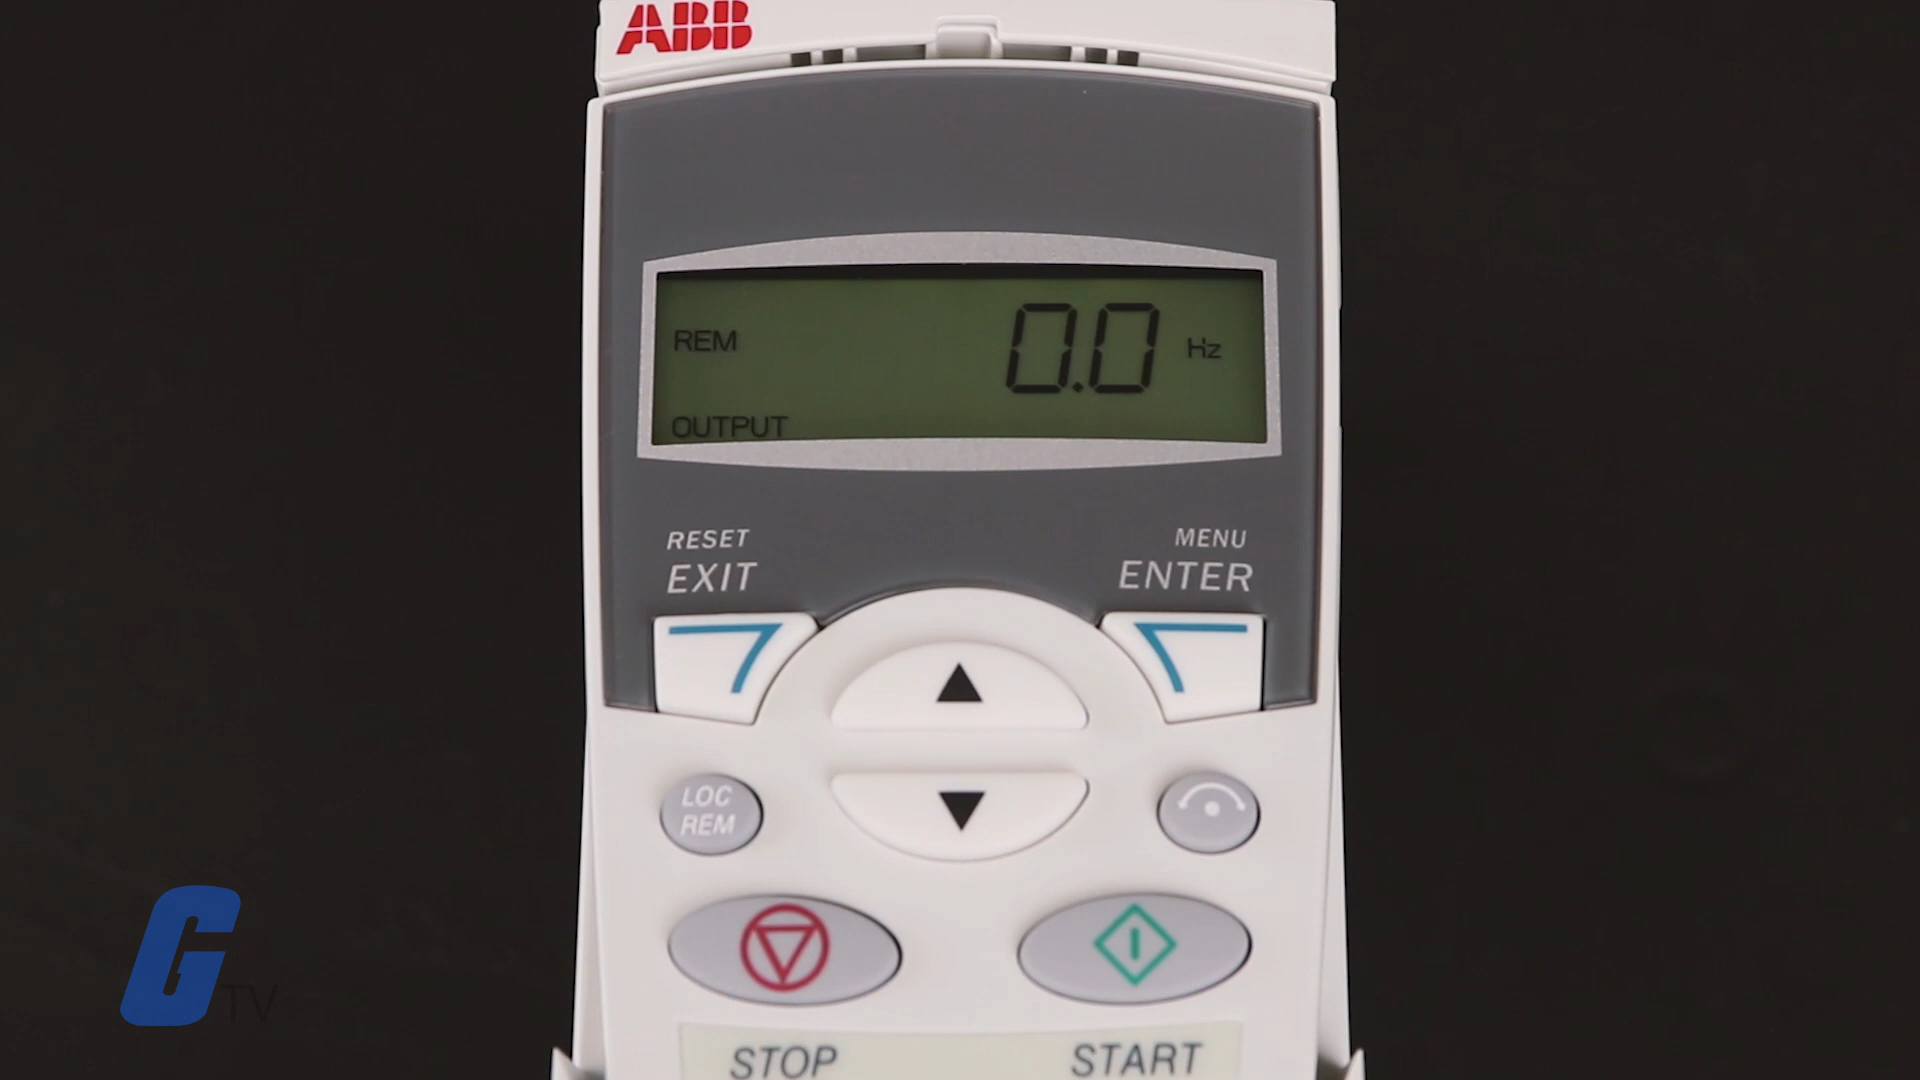 ABB
REM
0.0 Hz
OUTPUT
RESET
EXIT
MENU
ENTER
LOC
REM
STOP
START
G TV